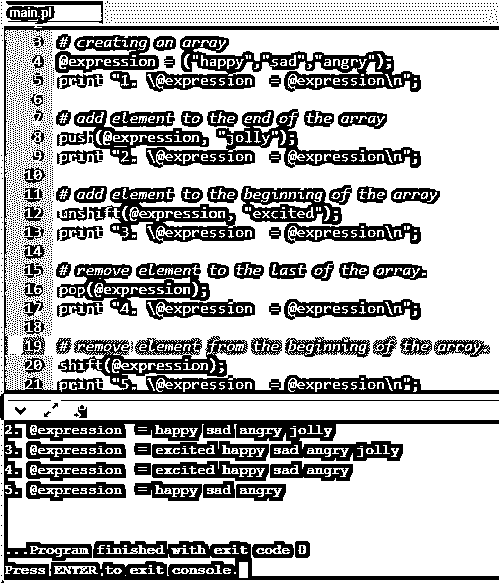 main.pl
3 # creating an array
4 @expression = ("happy","sad","angry");
5 print "1. \@expression  = @expression\n";
6
7 # add element to the end of the array
8 push(@expression, "jolly");
9 print "2. \@expression  = @expression\n";
10
11 # add element to the beginning of the array
12 unshift(@expression, "excited");
13 print "3. \@expression  = @expression\n";
14
15 # remove element to the last of the array.
16 pop(@expression);
17 print "4. \@expression  = @expression\n";
18
19 # remove element from the beginning of the array.
20 shift(@expression);
21 print "5. \@expression  = @expression\n";
2. @expression  = happy sad angry jolly
3. @expression  = excited happy sad angry jolly
4. @expression  = excited happy sad angry
5. @expression  = happy sad angry
...Program finished with exit code 0
Press ENTER to exit console.